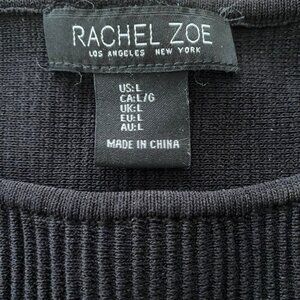 RACHEL ZOE
LOS ANGELES NEW YORK
US:L
CA:L/G
UK:L
EU:L
AU:L
MADE IN CHINA